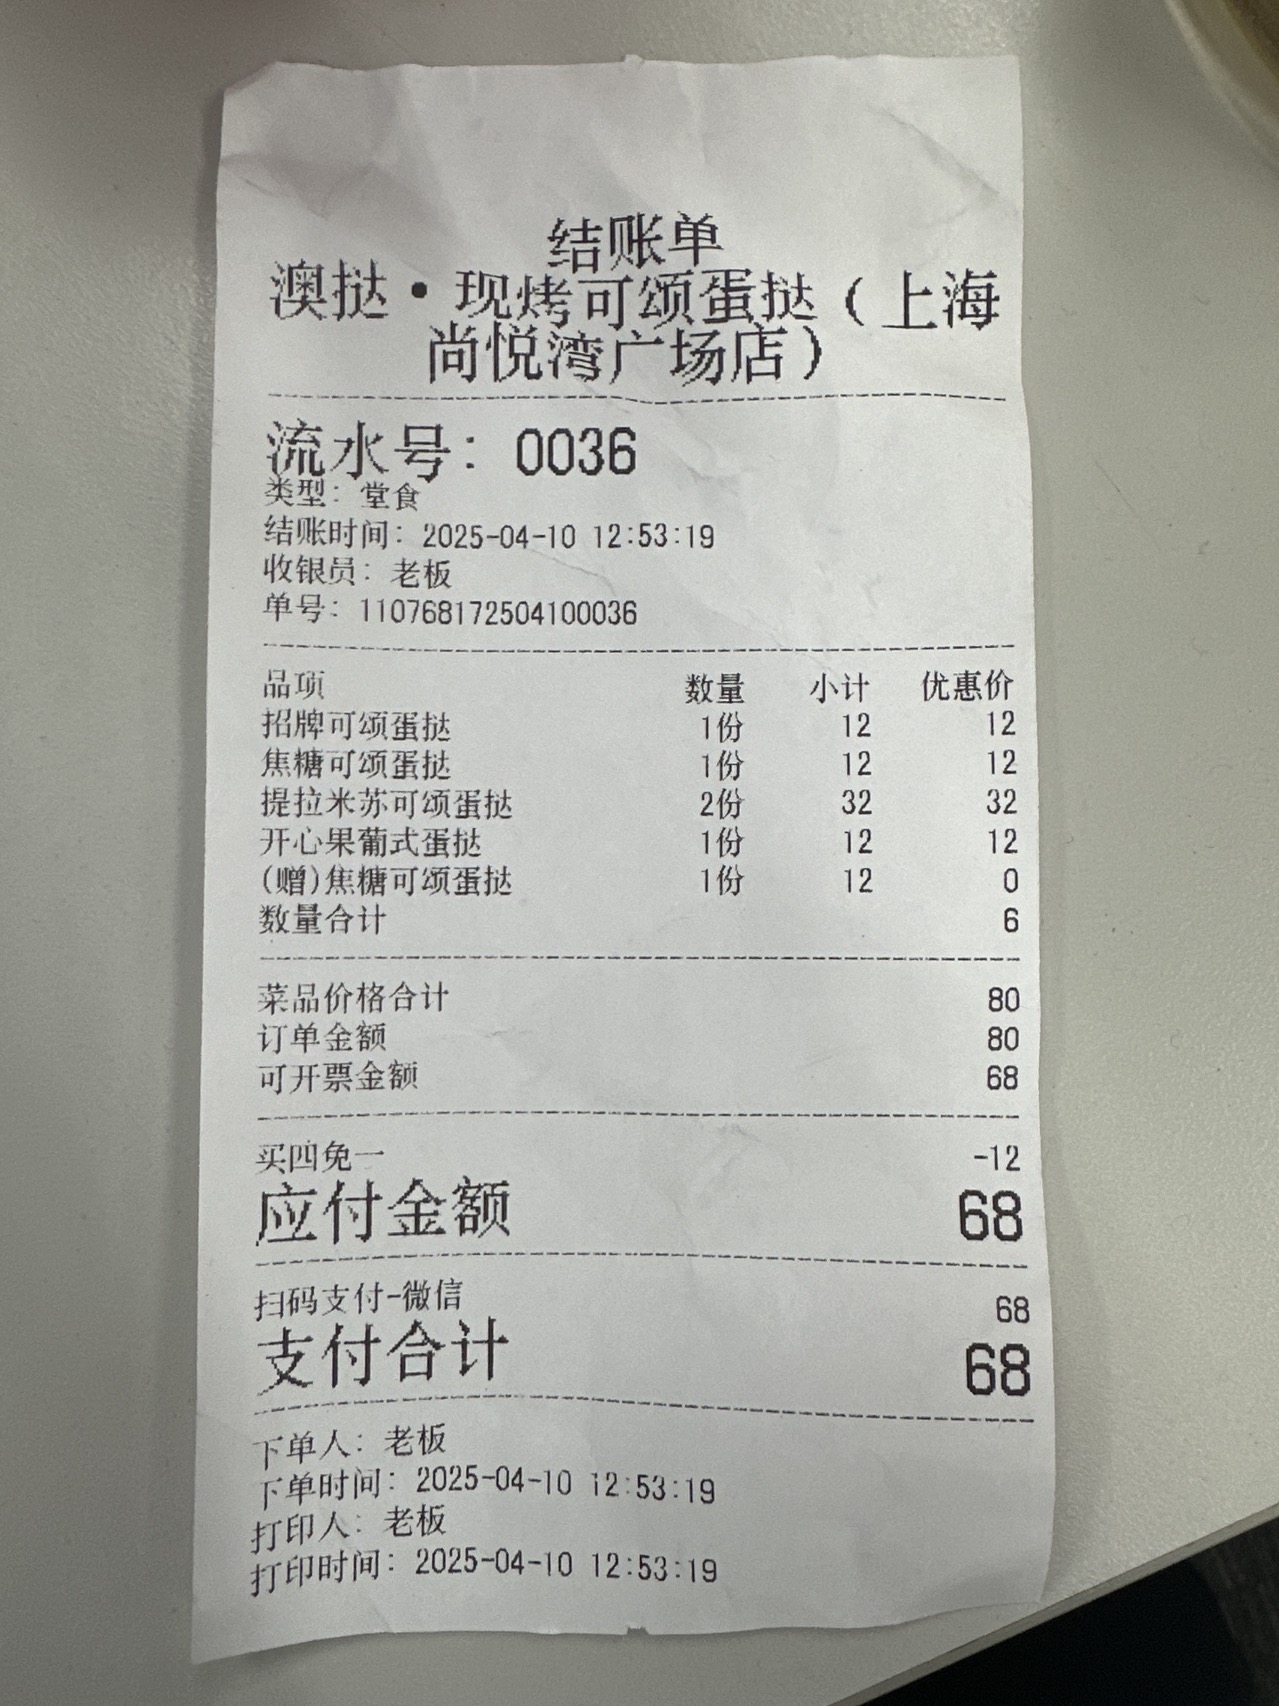 结账单
澳挞·现烤可颂蛋挞(上海
尚悦湾广场店)
流水号: 0036
类型: 堂食
结账时间: 2025-04-10 12:53:19
收银员: 老板
单号: 110768172504100036
品项 数量 小计 优惠价
招牌可颂蛋挞 1份 12 12
焦糖可颂蛋挞 1份 12 12
提拉米苏可颂蛋挞 2份 32 32
开心果葡式蛋挞 1份 12 12
(赠)焦糖可颂蛋挞 1份 12 0
数量合计 6
菜品价格合计 80
订单金额 80
可开票金额 68
买四免一 -12
应付金额 68
扫码支付-微信 68
支付合计 68
下单人: 老板
下单时间: 2025-04-10 12:53:19
打印人: 老板
打印时间: 2025-04-10 12:53:19